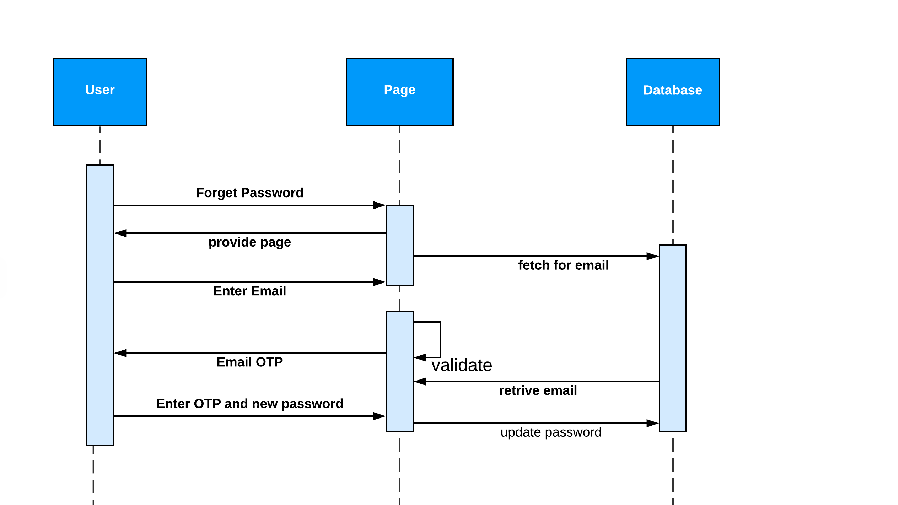 User
Page
Database
Forget Password
provide page
fetch for email
Enter Email
Email OTP
validate
retrive email
Enter OTP and new password
update password